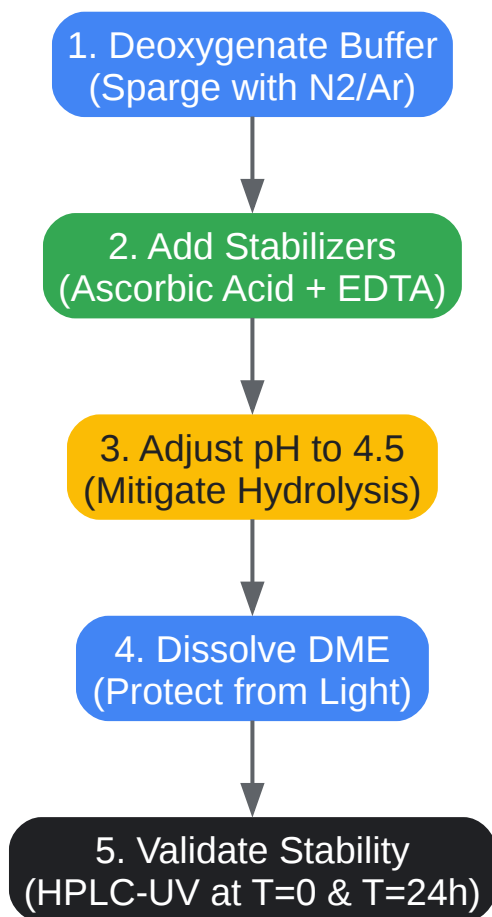 1. Deoxygenate Buffer
(Sparge with N2/Ar)
2. Add Stabilizers
(Ascorbic Acid + EDTA)
3. Adjust pH to 4.5
(Mitigate Hydrolysis)
4. Dissolve DME
(Protect from Light)
5. Validate Stability
(HPLC-UV at T=0 & T=24h)